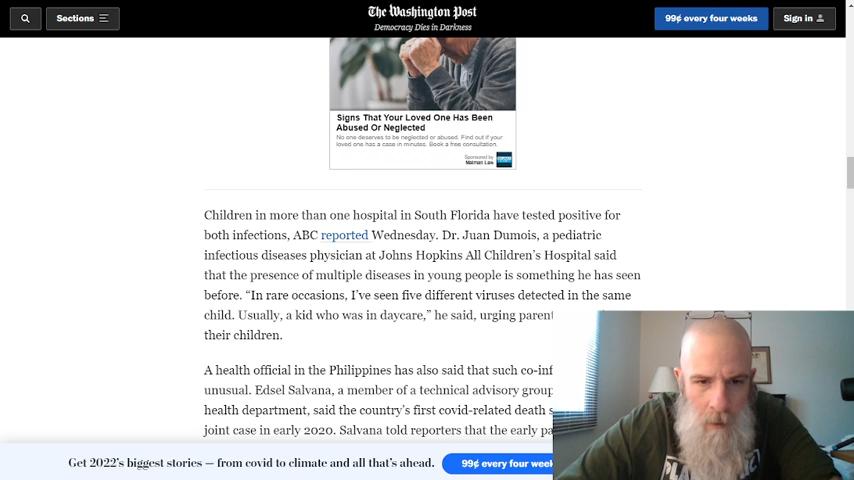 Sections
The Washington Post
Democracy Dies in Darkness
99¢ every four weeks
Sign in
Signs That Your Loved One Has Been
Abused Or Neglected
No one deserves to be neglected or abused. Find out if your
loved one has a case in minutes. Book a free consultation.
Sponsored by
Malman Law
Children in more than one hospital in South Florida have tested positive for
both infections, ABC reported Wednesday. Dr. Juan Dumois, a pediatric
infectious diseases physician at Johns Hopkins All Children's Hospital said
that the presence of multiple diseases in young people is something he has seen
before. “In rare occasions, I've seen five different viruses detected in the same
child. Usually, a kid who was in daycare,” he said, urging parent
their children.
A health official in the Philippines has also said that such co-inf
unusual. Edsel Salvana, a member of a technical advisory group
health department, said the country's first covid-related death
joint case in early 2020. Salvana told reporters that the early pa
Get 2022's biggest stories — from covid to climate and all that's ahead.
99¢ every four week